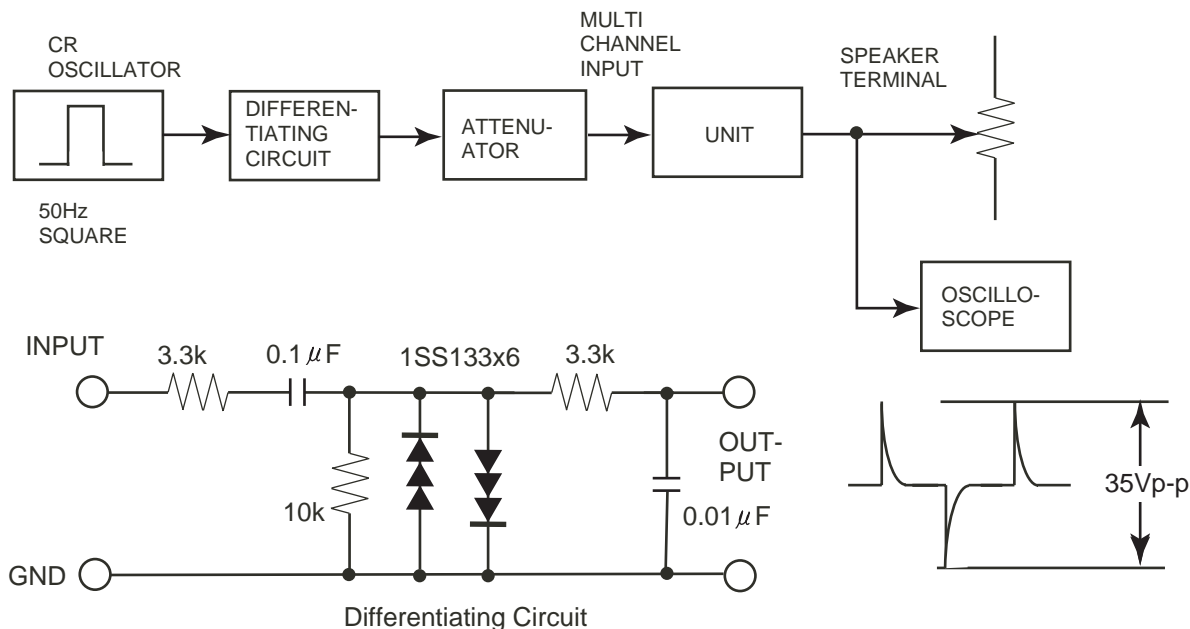 CR
OSCILLATOR
50Hz
SQUARE
DIFFEREN-
TIATING
CIRCUIT
ATTENU-
ATOR
MULTI
CHANNEL
INPUT
UNIT
SPEAKER
TERMINAL
OSCILLO-
SCOPE
INPUT
3.3k
0.1μF
1SS133x6
3.3k
OUT-
PUT
10k
0.01μF
GND
Differentiating Circuit
35Vp-p